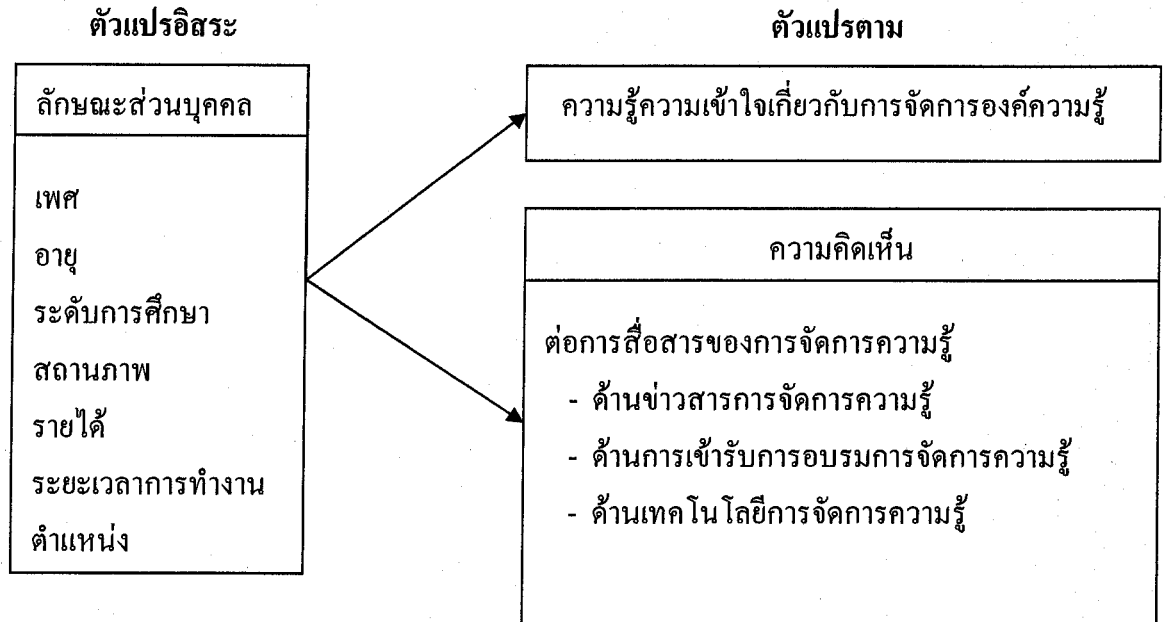 ตัวแปรอิสระ
ลักษณะส่วนบุคคล
เพศ
อายุ
ระดับการศึกษา
สถานภาพ
รายได้
ระยะเวลาการทำงาน
ตำแหน่ง
ตัวแปรตาม
ความรู้ความเข้าใจเกี่ยวกับการจัดการองค์ความรู้
ความคิดเห็น
ต่อการสื่อสารของการจัดการความรู้
- ด้านข่าวสารการจัดการความรู้
- ด้านการเข้ารับการอบรมการจัดการความรู้
- ด้านเทคโนโลยีการจัดการความรู้